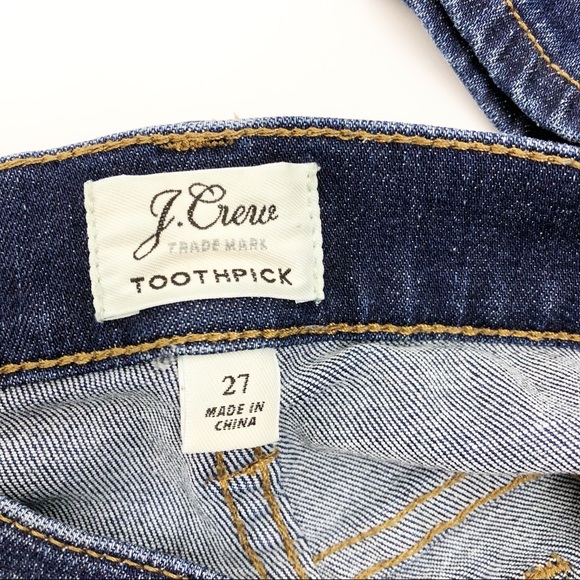 J.Crew
TRADE MARK
TOOTHPICK
27
MADE IN
CHINA